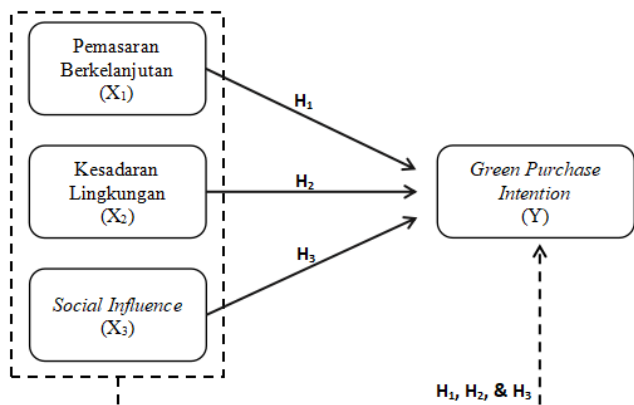 Pemasaran
Berkelanjutan
(X₁)
H₁
Kesadaran
Lingkungan
(X₂)
H₂
Green Purchase
Intention
(Y)
Social Influence
(X₃)
H₃
H₁, H₂, & H₃